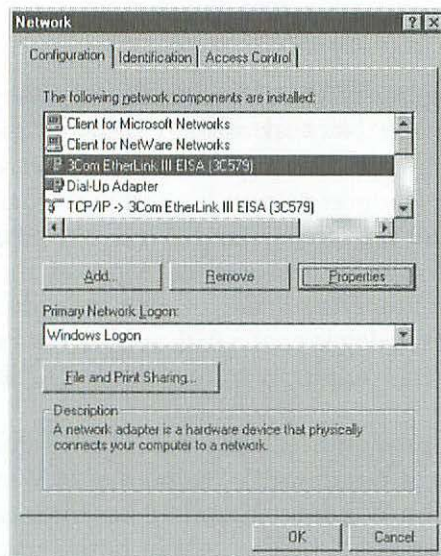 Network
Configuration Identification Access Control
The following network components are installed:
Client for Microsoft Networks
Client for NetWare Networks
3Com EtherLink III EISA (3C579)
Dial-Up Adapter
TCP/IP -> 3Com EtherLink III EISA (3C579)
Add... Remove Properties
Primary Network Logon:
Windows Logon
File and Print Sharing...
Description
A network adapter is a hardware device that physically
connects your computer to a network.
OK Cancel